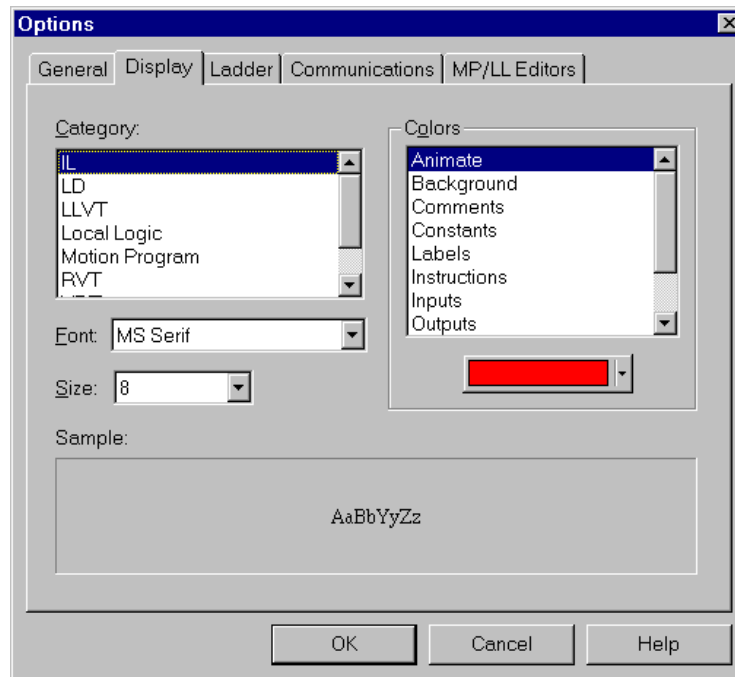 Options
General
Display
Ladder
Communications
MP/LL Editors
Category:
IL
LD
LLVT
Local Logic
Motion Program
RVT
Font:
MS Serif
Size:
8
Colors
Animate
Background
Comments
Constants
Labels
Instructions
Inputs
Outputs
Sample:
AaBbYyZz
OK
Cancel
Help